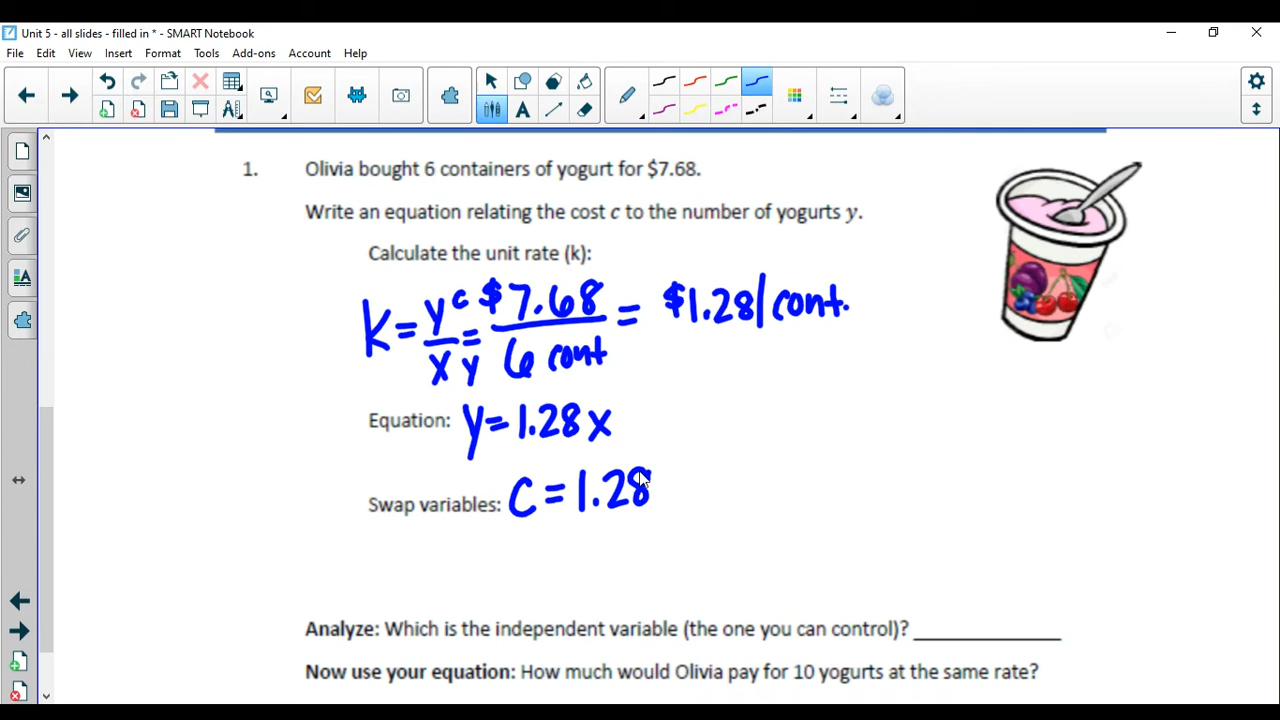 Unit 5 - all slides - filled in * - SMART Notebook
File Edit View Insert Format Tools Add-ons Account Help
1. Olivia bought 6 containers of yogurt for $7.68.
Write an equation relating the cost c to the number of yogurts y.
Calculate the unit rate (k):
k = y/x = c/y $7.68/6 cont = $1.28/cont.
Equation: y = 1.28x
Swap variables: C = 1.28
Analyze: Which is the independent variable (the one you can control)? ______________
Now use your equation: How much would Olivia pay for 10 yogurts at the same rate?